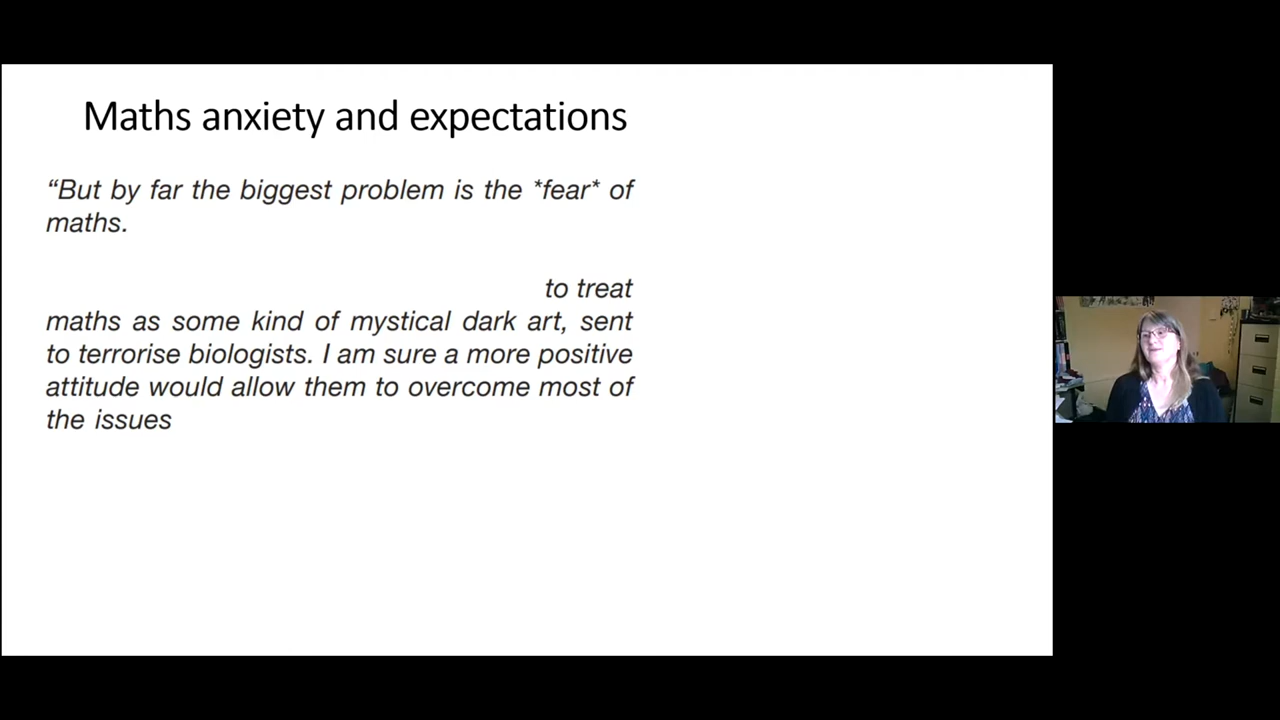 Maths anxiety and expectations
“But by far the biggest problem is the *fear* of
maths.
to treat
maths as some kind of mystical dark art, sent
to terrorise biologists. I am sure a more positive
attitude would allow them to overcome most of
the issues